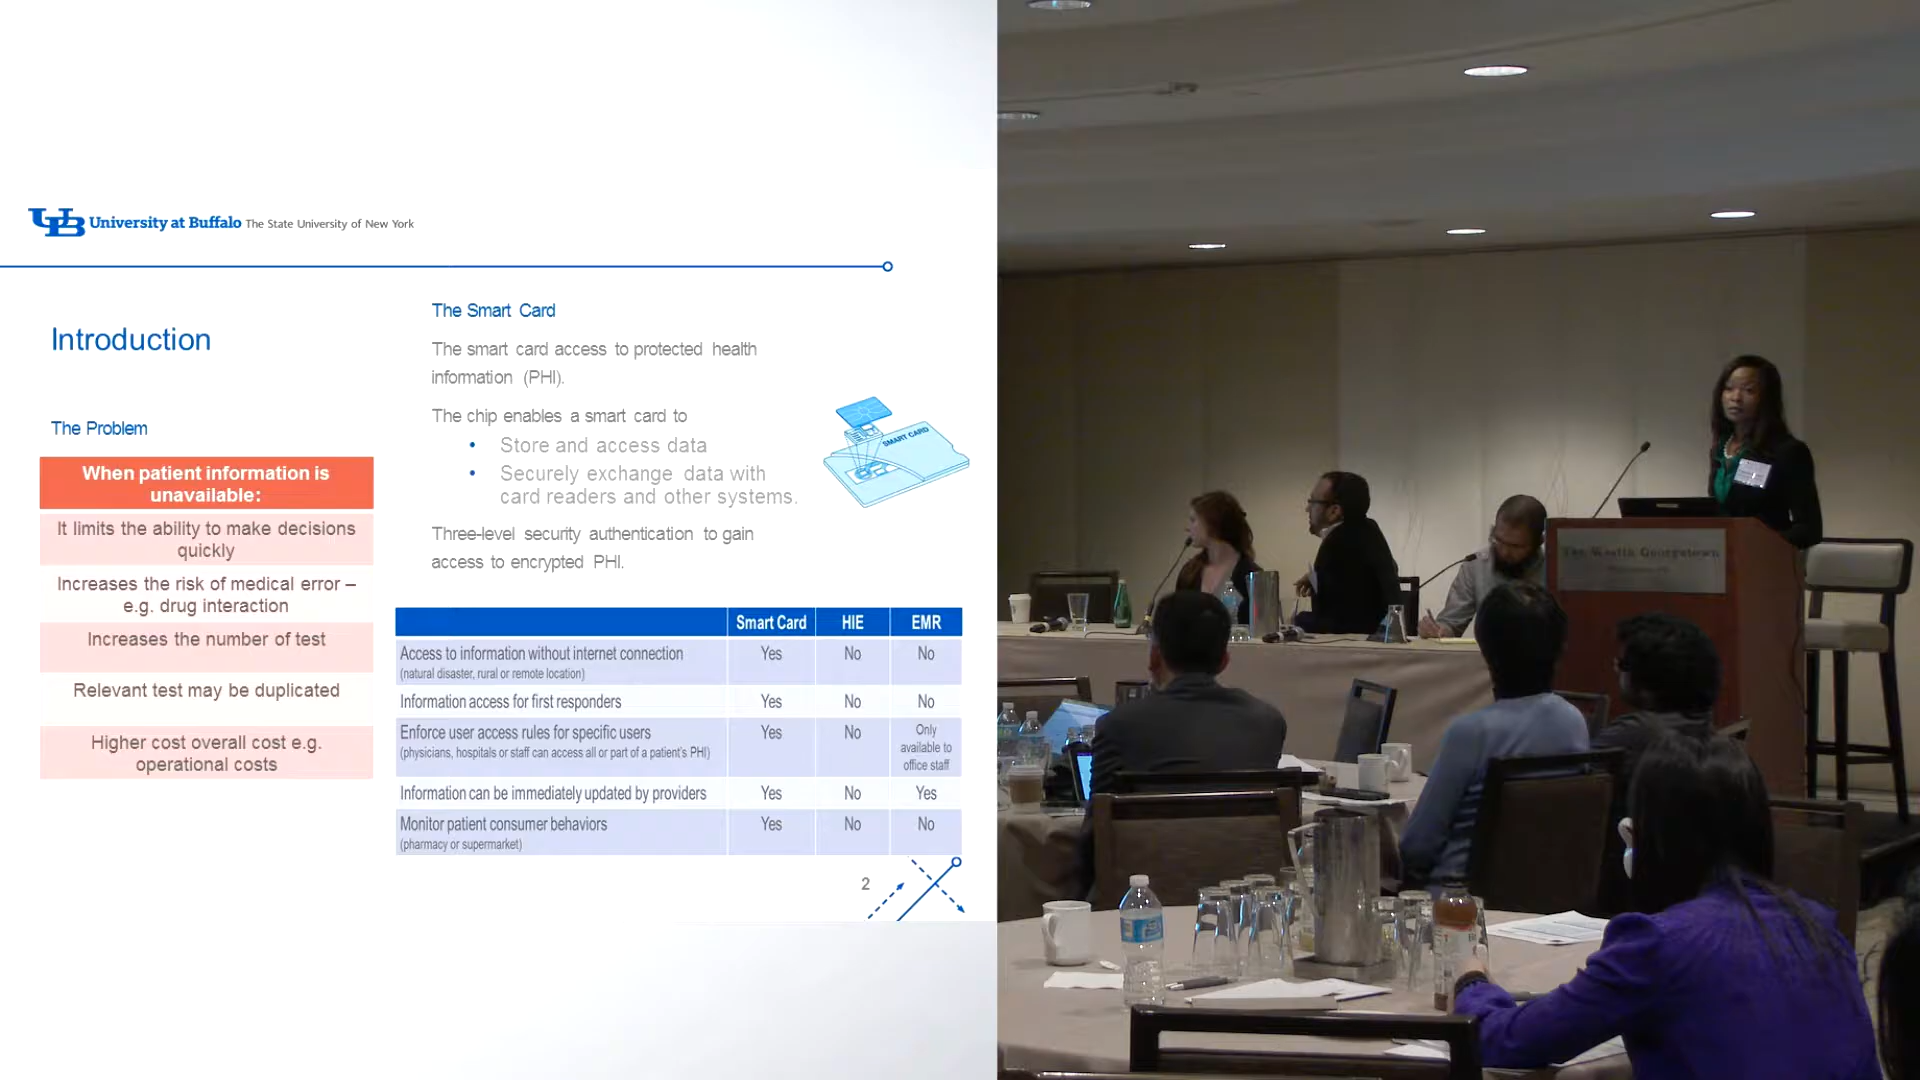 UB University at Buffalo The State University of New York
Introduction
The Problem
When patient information is
unavailable:
It limits the ability to make decisions
quickly
Increases the risk of medical error –
e.g. drug interaction
Increases the number of test
Relevant test may be duplicated
Higher cost overall cost e.g.
operational costs
The Smart Card
The smart card access to protected health
information (PHI).
The chip enables a smart card to
• Store and access data
• Securely exchange data with
card readers and other systems.
Three-level security authentication to gain
access to encrypted PHI.
SMART CARD
Smart Card HIE EMR
Access to information without internet connection Yes No No
(natural disaster, rural or remote location)
Information access for first responders Yes No No
Enforce user access rules for specific users Yes No Only
(physicians, hospitals or staff can access all or part of a patient's PHI) available to
office staff
Information can be immediately updated by providers Yes No Yes
Monitor patient consumer behaviors Yes No No
(pharmacy or supermarket)
2
Georgetown